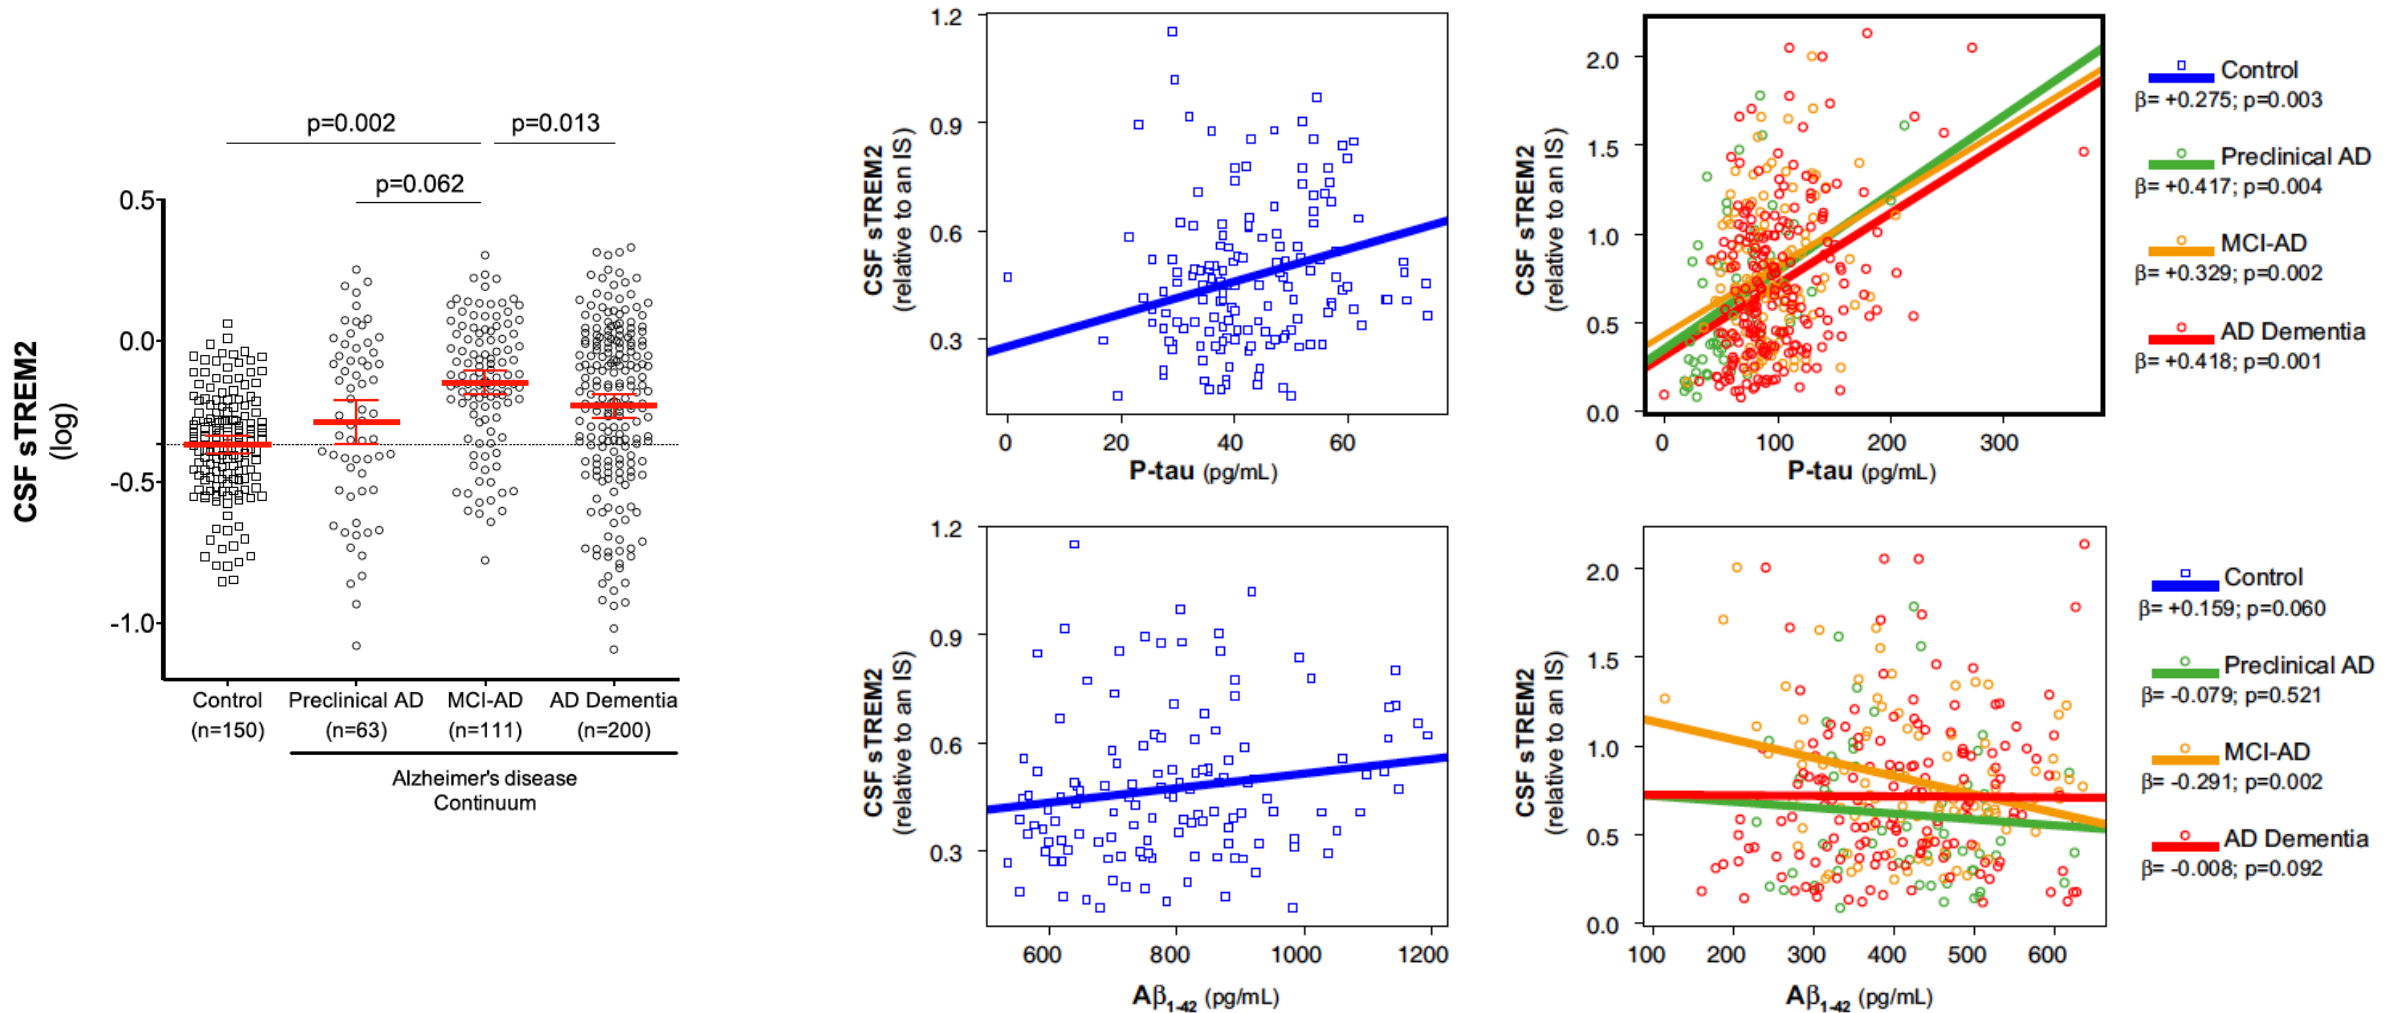 p=0.002
p=0.013
p=0.062
CSF sTREM2
(log)
0.5
0.0
-0.5
-1.0
Control
(n=150)
Preclinical AD
(n=63)
MCI-AD
(n=111)
AD Dementia
(n=200)
Alzheimer's disease
Continuum
CSF sTREM2
(relative to an IS)
1.2
0.9
0.6
0.3
0 20 40 60
P-tau (pg/mL)
CSF sTREM2
(relative to an IS)
2.0
1.5
1.0
0.5
0.0
0 100 200 300
P-tau (pg/mL)
Control
β= +0.275; p=0.003
Preclinical AD
β= +0.417; p=0.004
MCI-AD
β= +0.329; p=0.002
AD Dementia
β= +0.418; p=0.001
CSF sTREM2
(relative to an IS)
1.2
0.9
0.6
0.3
600 800 1000 1200
Aβ1-42 (pg/mL)
CSF sTREM2
(relative to an IS)
2.0
1.5
1.0
0.5
0.0
100 200 300 400 500 600
Aβ1-42 (pg/mL)
Control
β= +0.159; p=0.060
Preclinical AD
β= -0.079; p=0.521
MCI-AD
β= -0.291; p=0.002
AD Dementia
β= -0.008; p=0.092